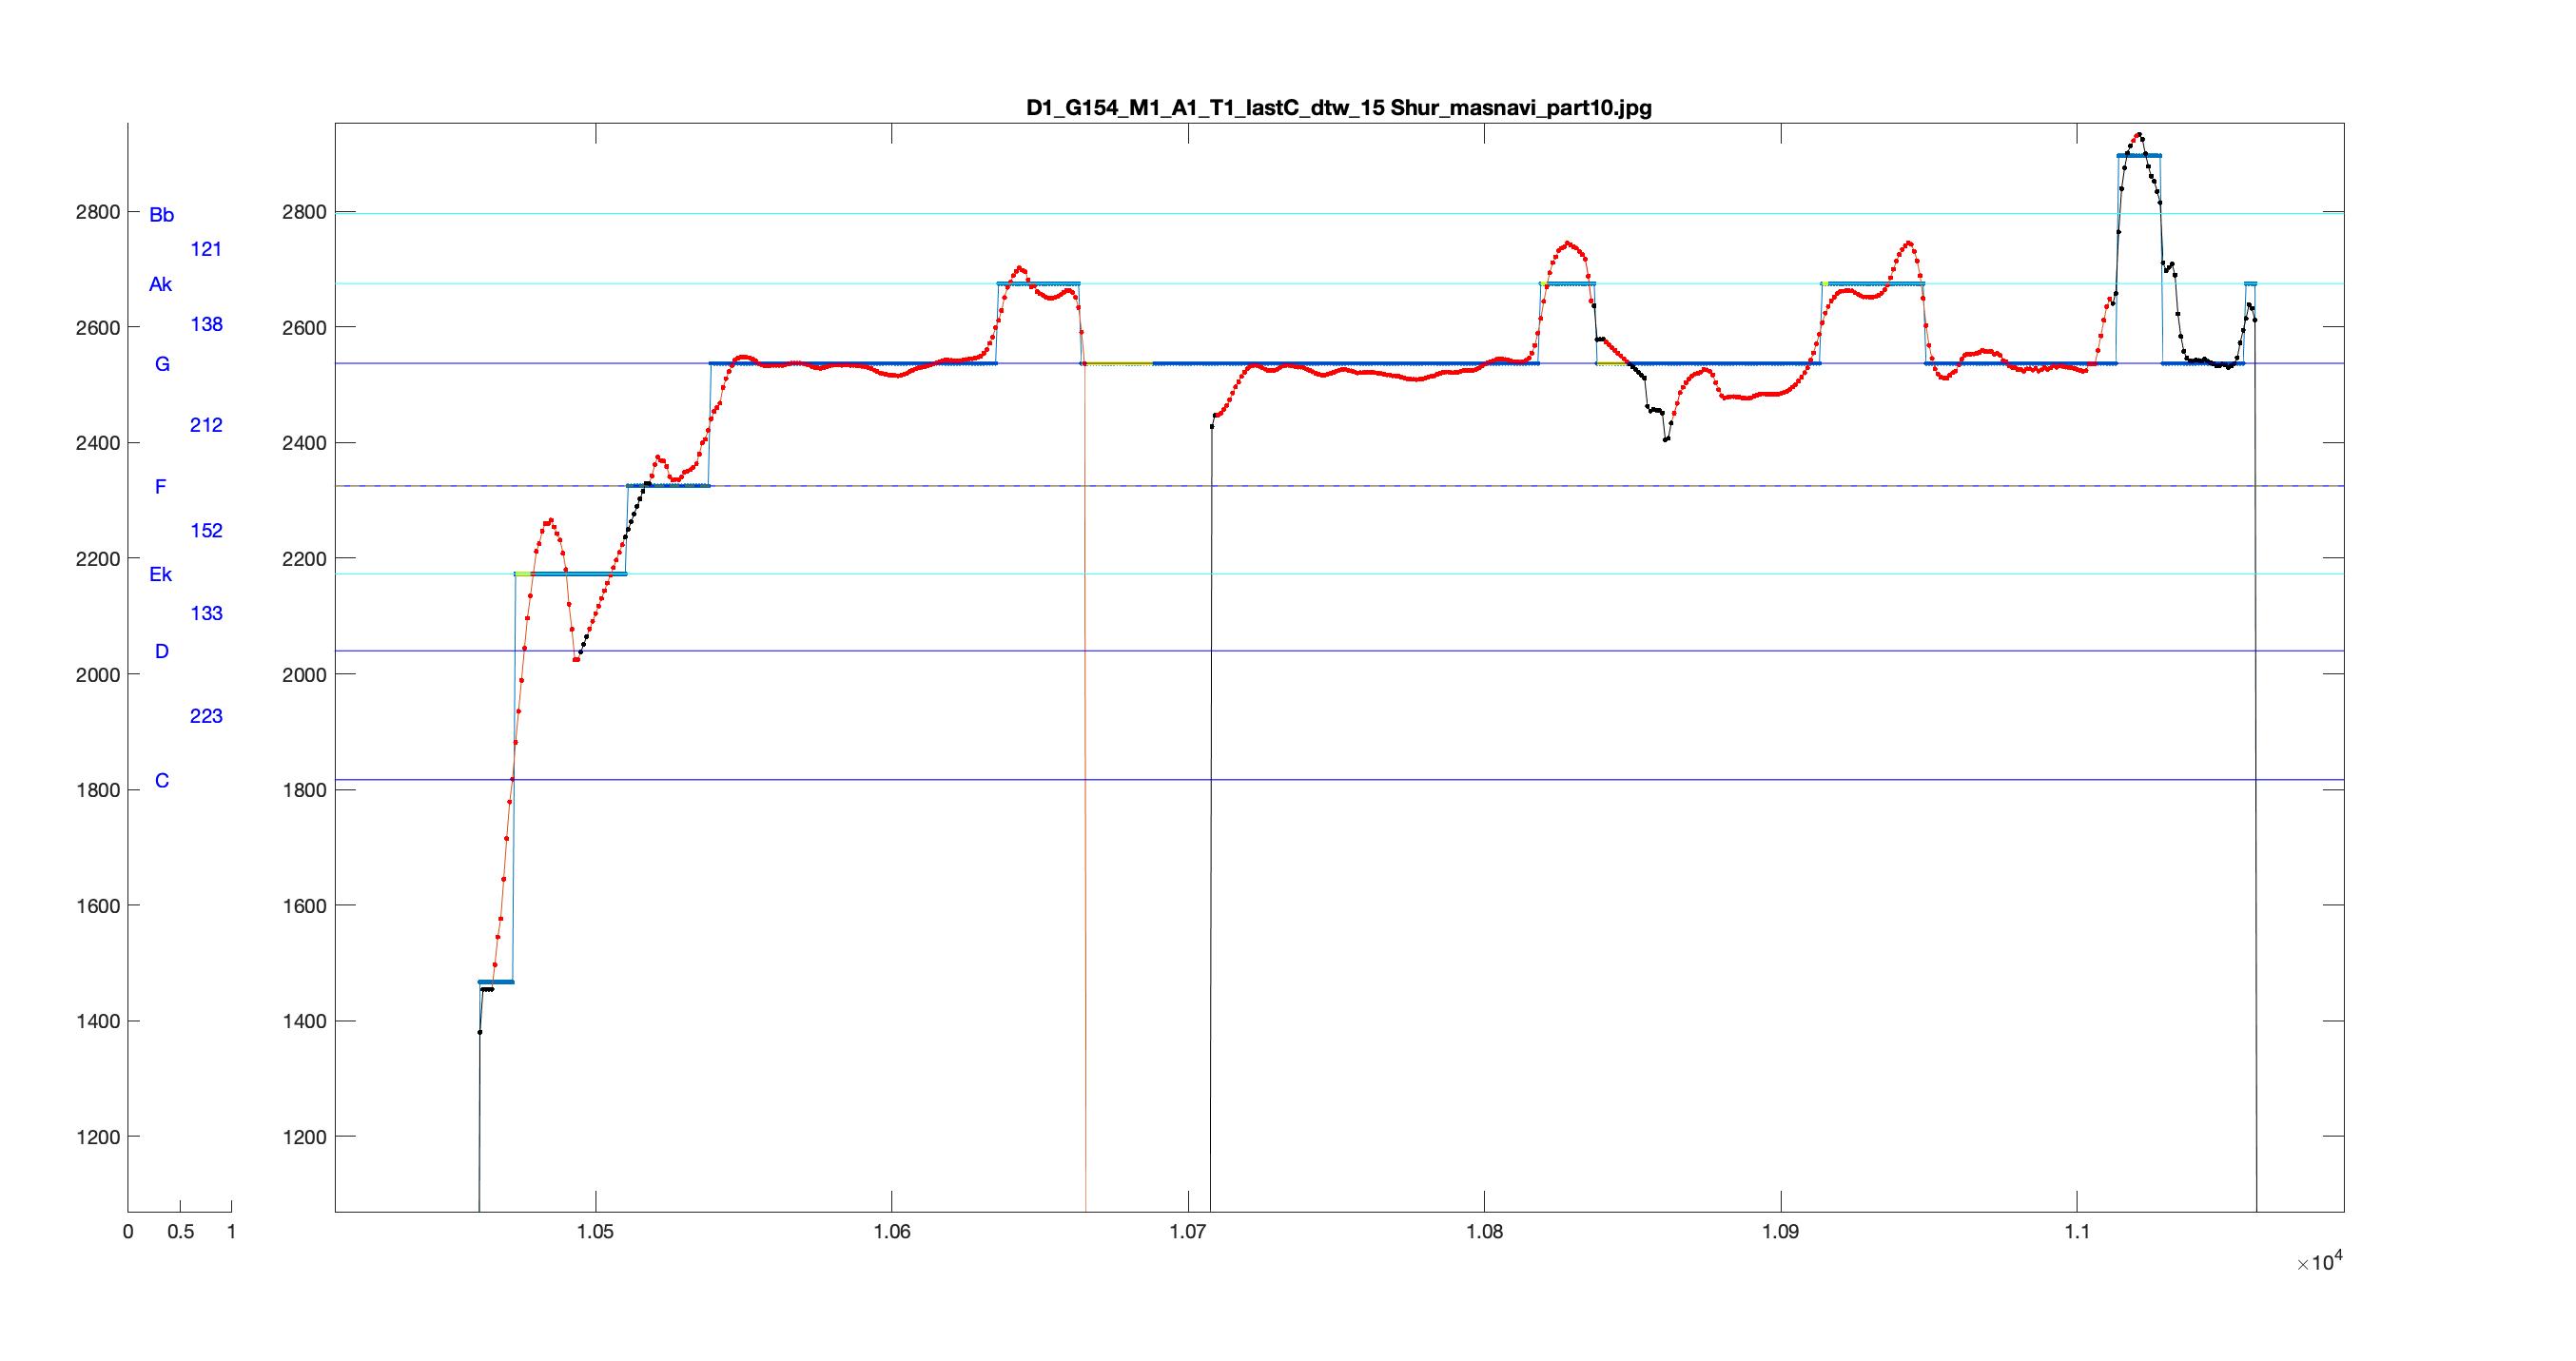 D1_G154_M1_A1_T1_lastC_dtw_15 Shur_masnavi_part10.jpg
2800 Bb 2800
121
Ak
138
2600 2600
G
212
2400 2400
F
152
2200 2200
Ek
133
D
2000 2000
223
C
1800 1800
1600 1600
1400 1400
1200 1200
0 0.5 1 1.05 1.06 1.07 1.08 1.09 1.1
×10⁴